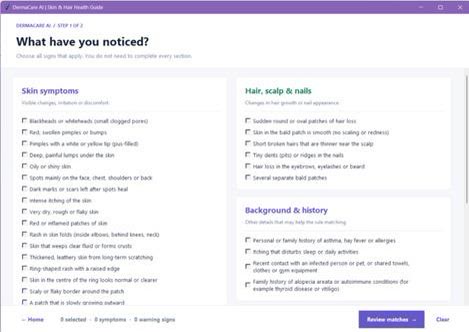 DermaCare AI | Skin & Hair Health Guide
DERMACARE AI / STEP 1 OF 2
What have you noticed?
Choose all signs that apply. You do not need to complete every section.
Skin symptoms
Visible changes, irritation or discomfort
Blackheads or whiteheads (small clogged pores)
Red, swollen pimples or bumps
Pimples with a white or yellow tip (pus-filled)
Deep, painful lumps under the skin
Oily or shiny skin
Spots mainly on the face, chest, shoulders or back
Dark marks or scars left after spots heal
Intense itching of the skin
Very dry, rough or flaky skin
Red or inflamed patches of skin
Rash in skin folds (inside elbows, behind knees, neck)
Skin that weeps clear fluid or forms crusts
Thickened, leathery skin from long-term scratching
Ring-shaped rash with a raised edge
Skin in the centre of the ring looks normal or clearer
Scaly or flaky border around the patch
A patch that is slowly growing outward
Hair, scalp & nails
Changes in hair growth or nail appearance
Sudden round or oval patches of hair loss
Skin in the bald patch is smooth (no scaling or redness)
Short broken hairs that are thinner near the scalp
Tiny dents (pits) or ridges in the nails
Hair loss in the eyebrows, eyelashes or beard
Several separate bald patches
Background & history
Other details that may help the rule matching
Personal or family history of asthma, hay fever or allergies
Itching that disturbs sleep or daily activities
Recent contact with an infected person or pet, or shared towels,
clothes or gym equipment
Family history of alopecia areata or autoimmune conditions (for
example thyroid disease or vitiligo)
← Home
0 selected · 0 symptoms · 0 warning signs
Review matches →
Clear